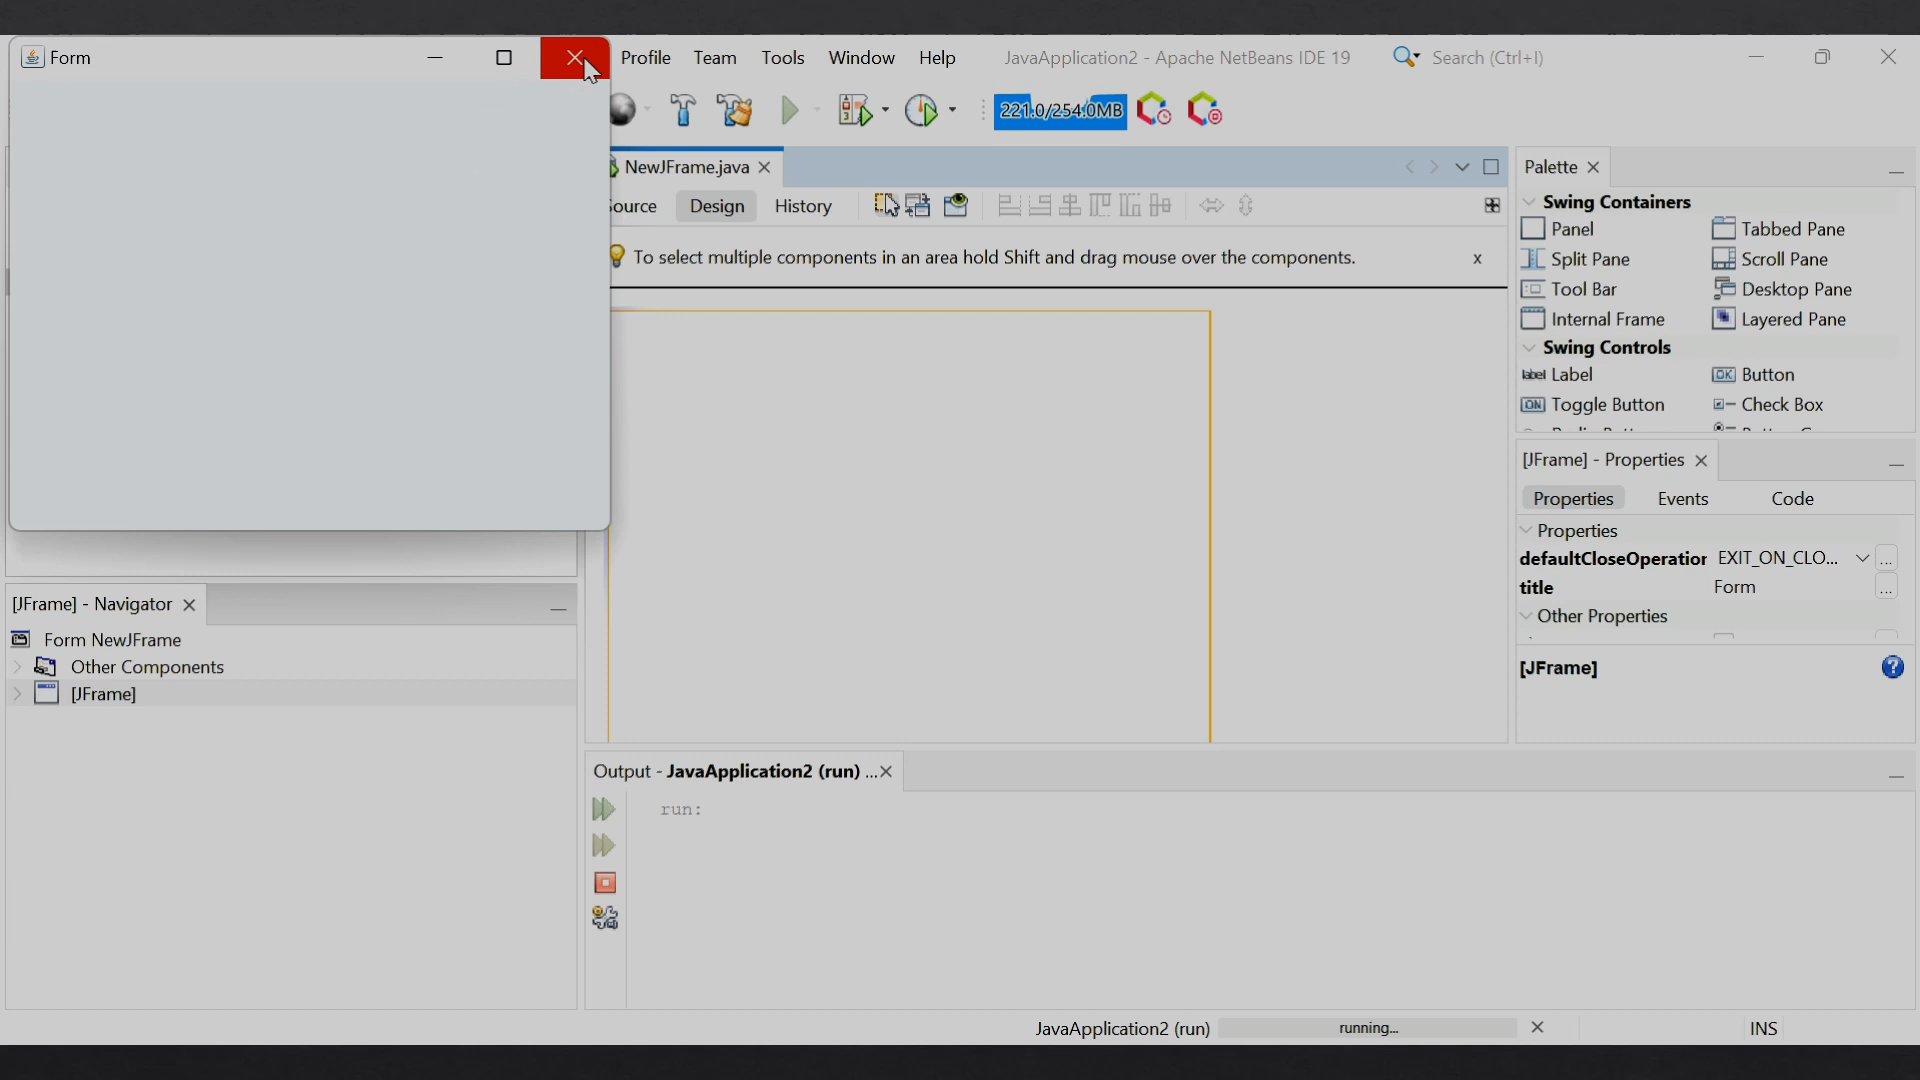 Form
Profile Team Tools Window Help JavaApplication2 - Apache NetBeans IDE 19 Search (Ctrl+I)
221.0/254.0MB
NewJFrame.java
Design History
To select multiple components in an area hold Shift and drag mouse over the components. x
Palette
Swing Containers
Panel Tabbed Pane
Split Pane Scroll Pane
Tool Bar Desktop Pane
Internal Frame Layered Pane
Swing Controls
label Label OK Button
ON Toggle Button Check Box
[JFrame] - Properties
Properties Events Code
Properties
defaultCloseOperation EXIT_ON_CLO... ...
title Form ...
Other Properties
[JFrame]
[JFrame] - Navigator
Form NewJFrame
Other Components
[JFrame]
Output - JavaApplication2 (run) ...
run:
JavaApplication2 (run) running... INS